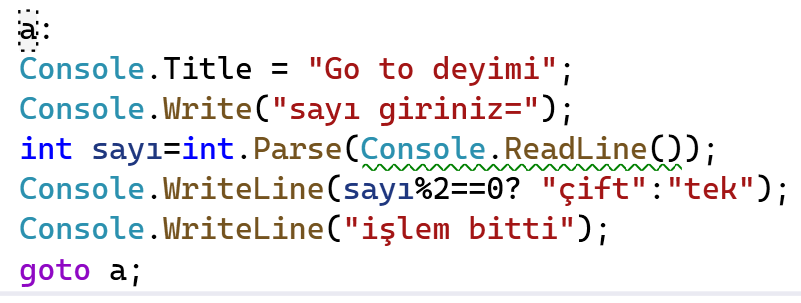 a:
Console.Title = "Go to deyimi";
Console.Write("sayı giriniz=");
int sayı=int.Parse(Console.ReadLine());
Console.WriteLine(sayı%2==0? "çift":"tek");
Console.WriteLine("işlem bitti");
goto a;